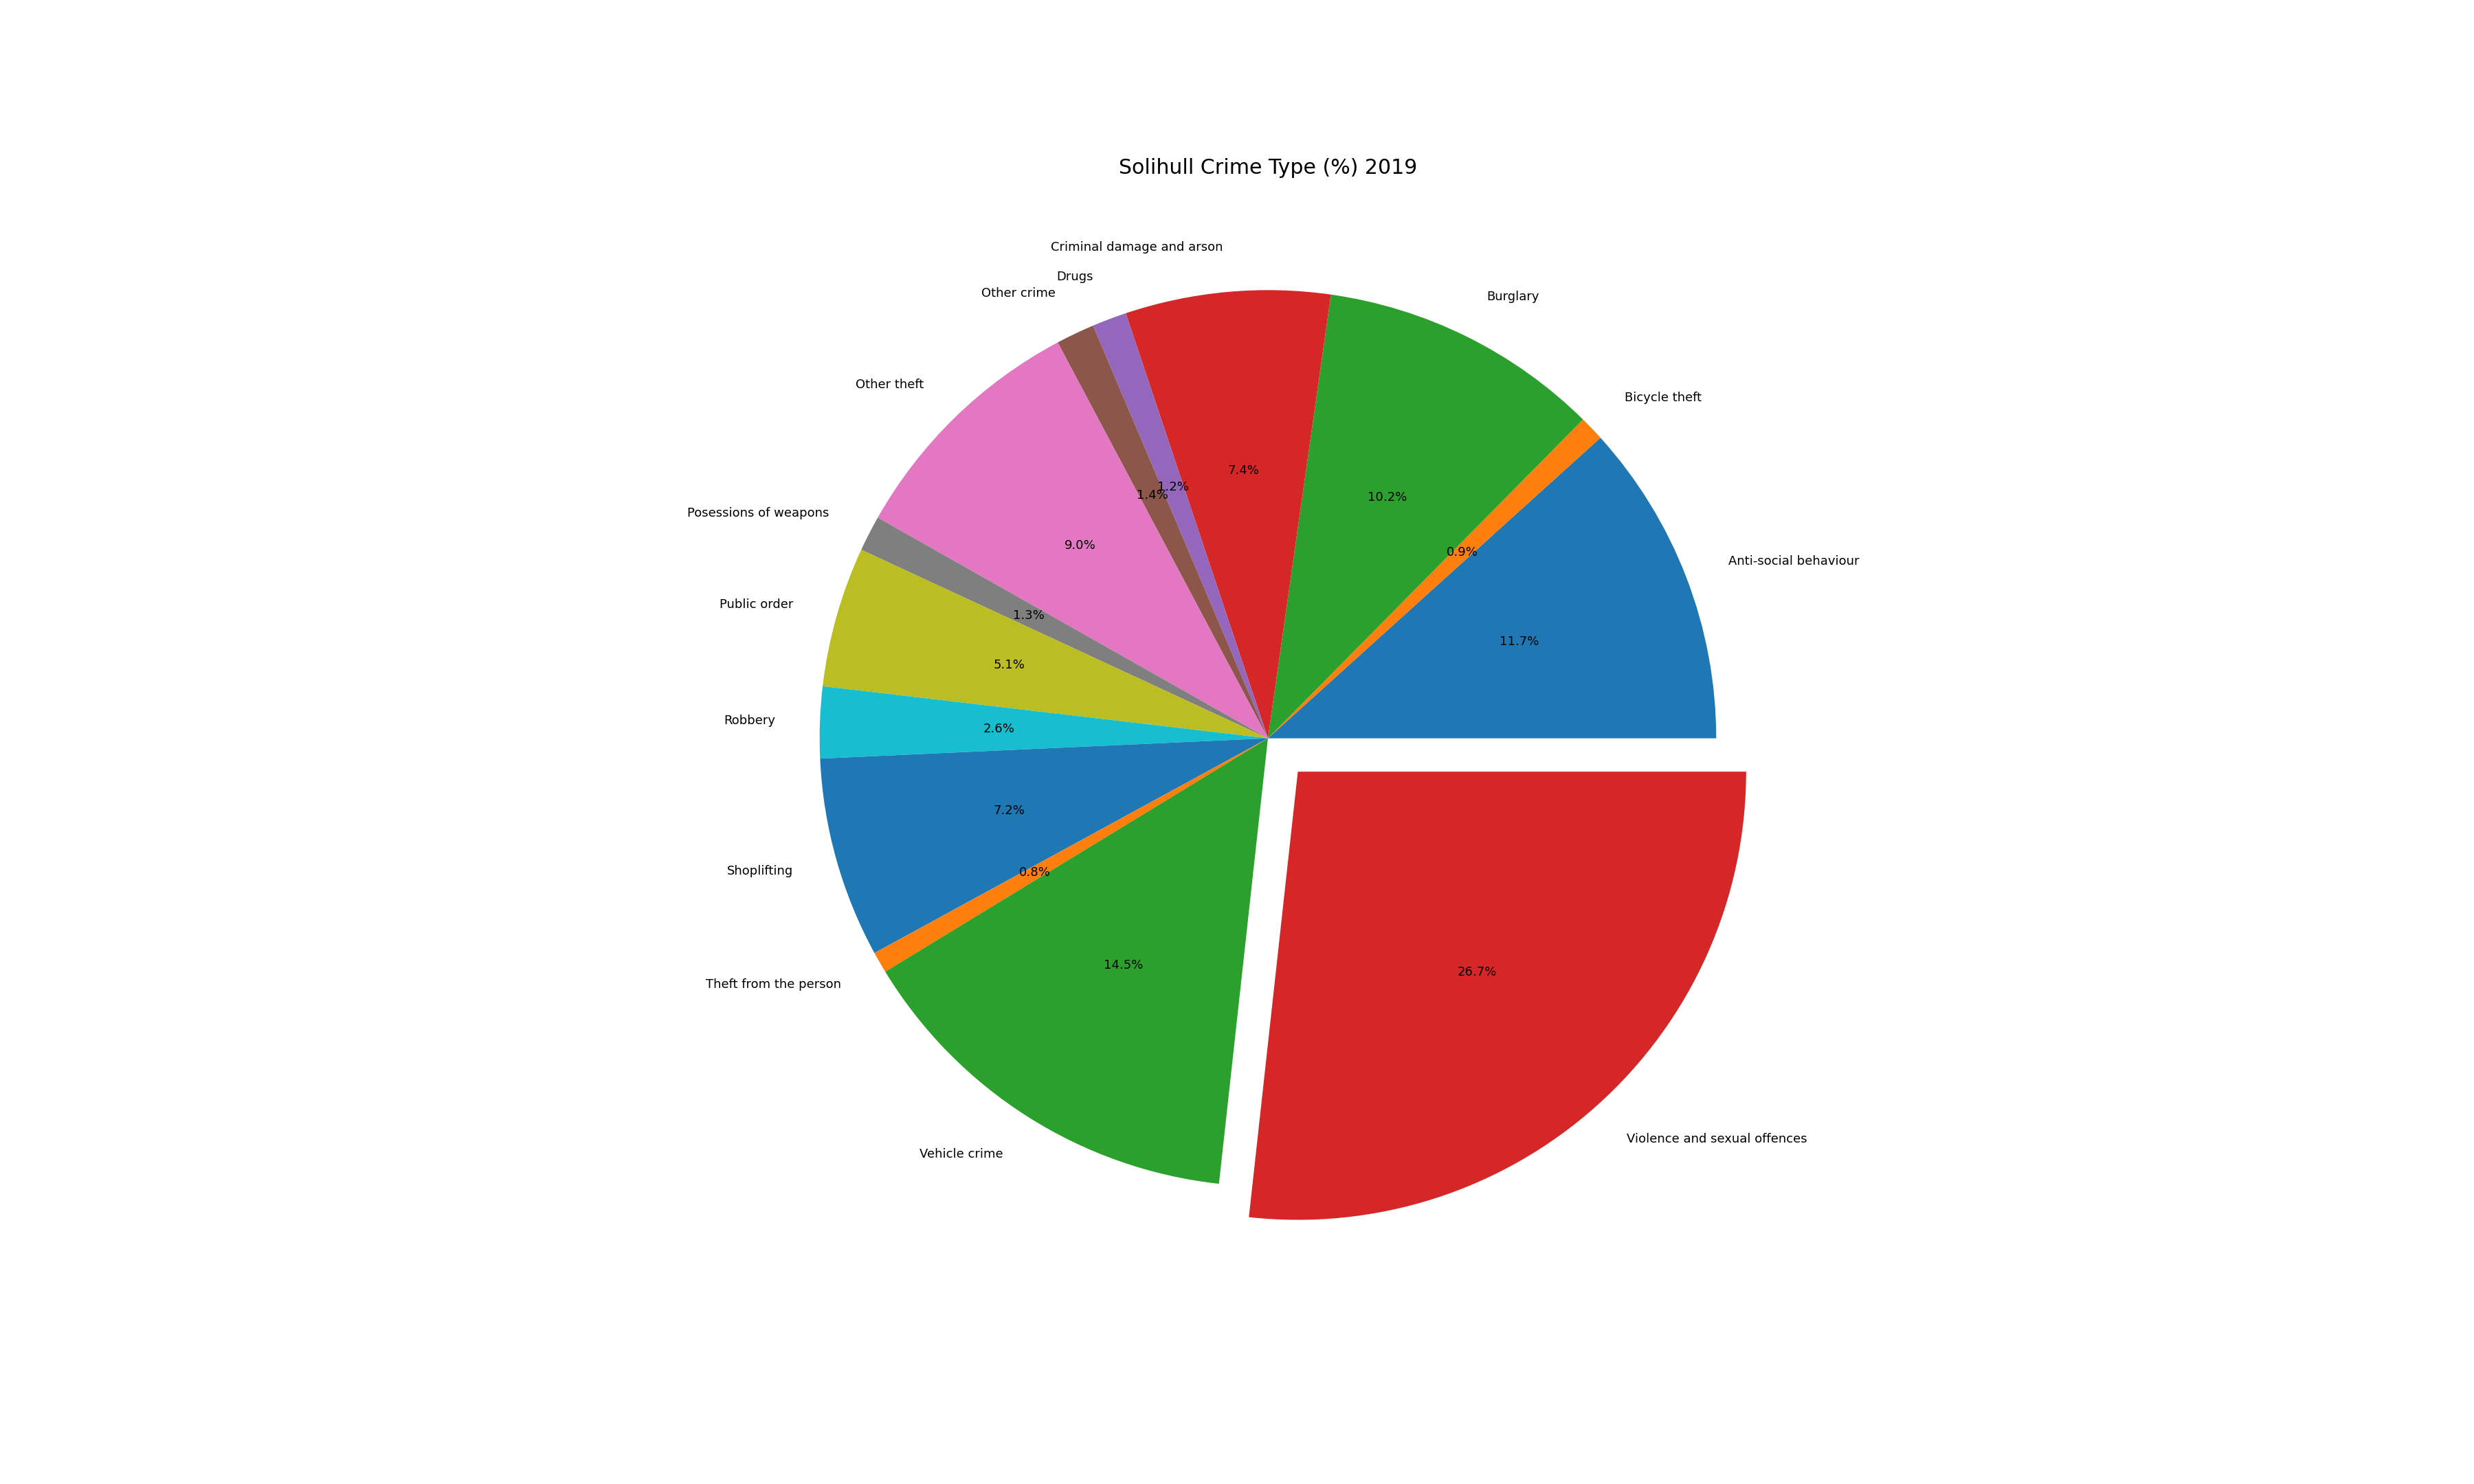 Solihull Crime Type (%) 2019
Criminal damage and arson
Drugs
Other crime
Burglary
Other theft
Bicycle theft
7.4%
1.2%
1.4%
10.2%
Posessions of weapons
9.0%
0.9%
Anti-social behaviour
Public order
1.3%
11.7%
5.1%
Robbery
2.6%
7.2%
Shoplifting
0.8%
Theft from the person
14.5%
26.7%
Vehicle crime
Violence and sexual offences